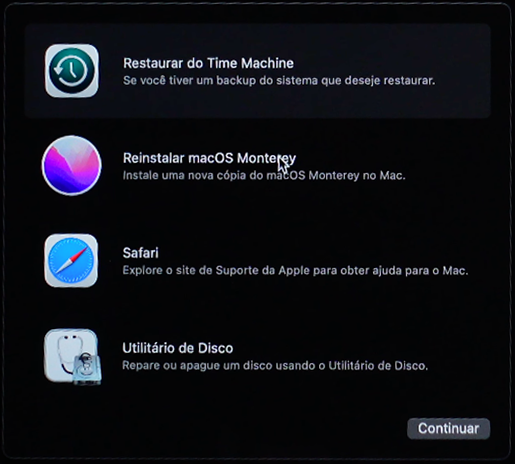 Restaurar do Time Machine
Se você tiver um backup do sistema que deseje restaurar.
Reinstalar macOS Monterey
Instale uma nova cópia do macOS Monterey no Mac.
Safari
Explore o site de Suporte da Apple para obter ajuda para o Mac.
Utilitário de Disco
Repare ou apague um disco usando o Utilitário de Disco.
Continuar